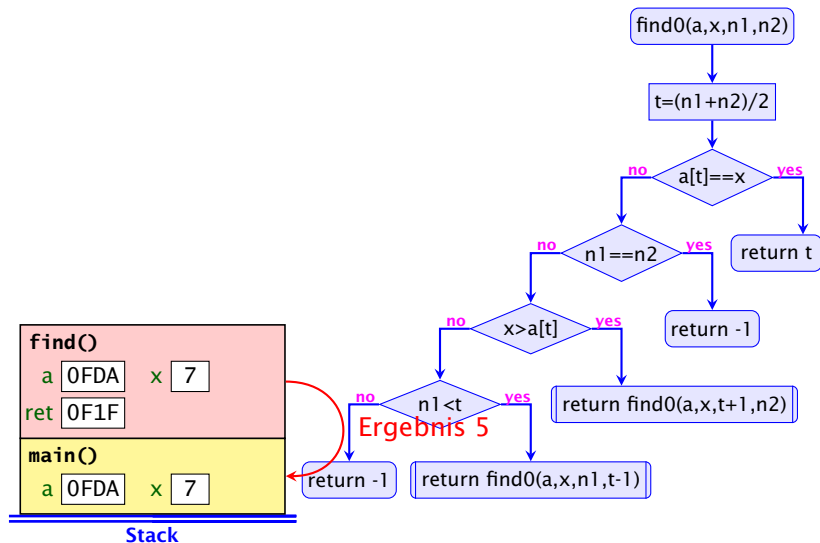 find0(a,x,n1,n2)
t=(n1+n2)/2
a[t]==x
no
yes
return t
n1==n2
no
yes
return -1
x>a[t]
no
yes
return find0(a,x,t+1,n2)
n1<t
no
yes
return -1
return find0(a,x,n1,t-1)
find()
a 0FDA x 7
ret 0F1F
Ergebnis 5
main()
a 0FDA x 7
Stack